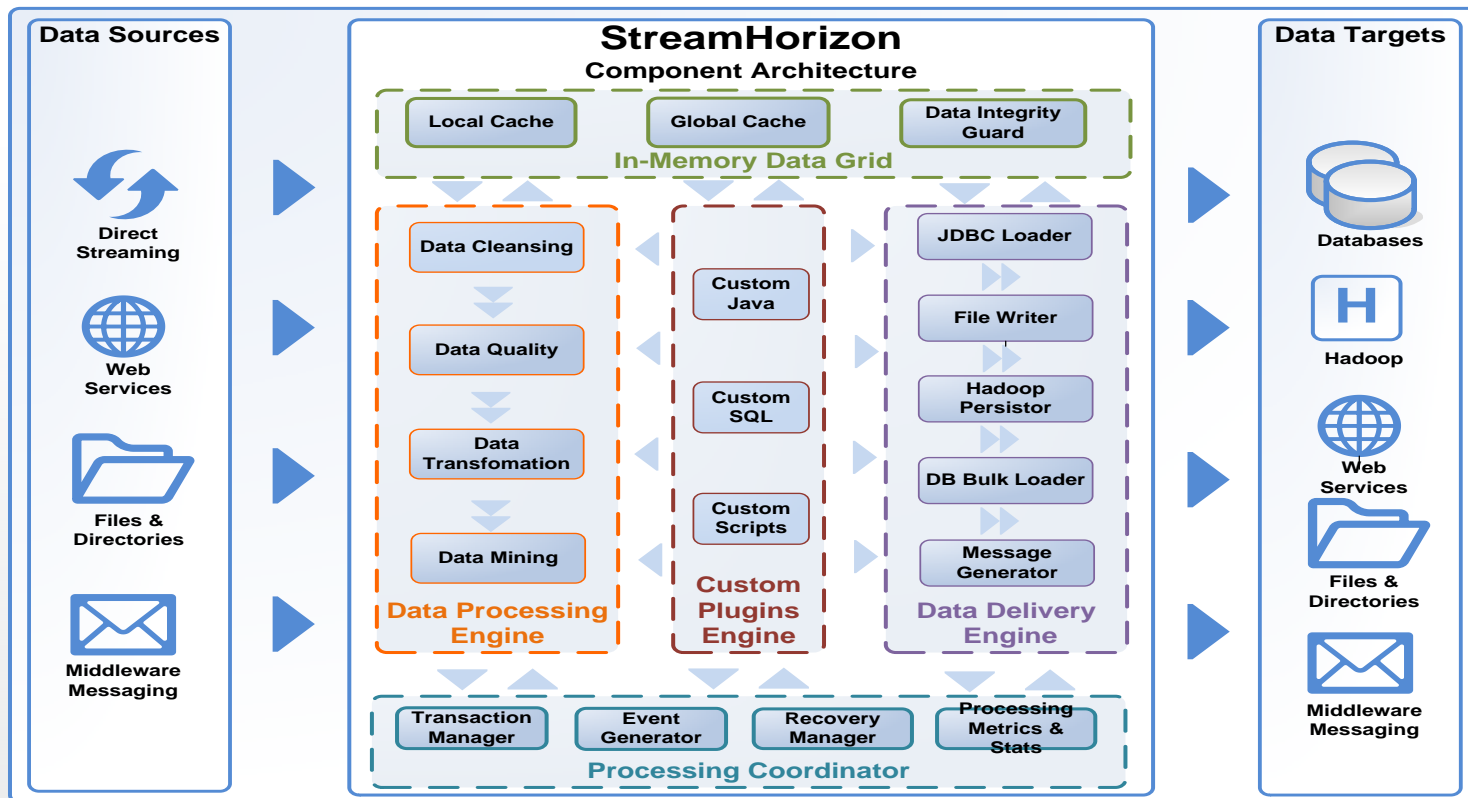 Data Sources
Direct
Streaming
Web
Services
Files &
Directories
Middleware
Messaging
StreamHorizon
Component Architecture
Local Cache
Global Cache
Data Integrity
Guard
In-Memory Data Grid
Data Cleansing
Data Quality
Data
Transfomation
Data Mining
Data Processing
Engine
Custom
Java
Custom
SQL
Custom
Scripts
Custom
Plugins
Engine
JDBC Loader
File Writer
Hadoop
Persistor
DB Bulk Loader
Message
Generator
Data Delivery
Engine
Transaction
Manager
Event
Generator
Recovery
Manager
Processing
Metrics &
Stats
Processing Coordinator
Data Targets
Databases
H
Hadoop
Web
Services
Files &
Directories
Middleware
Messaging